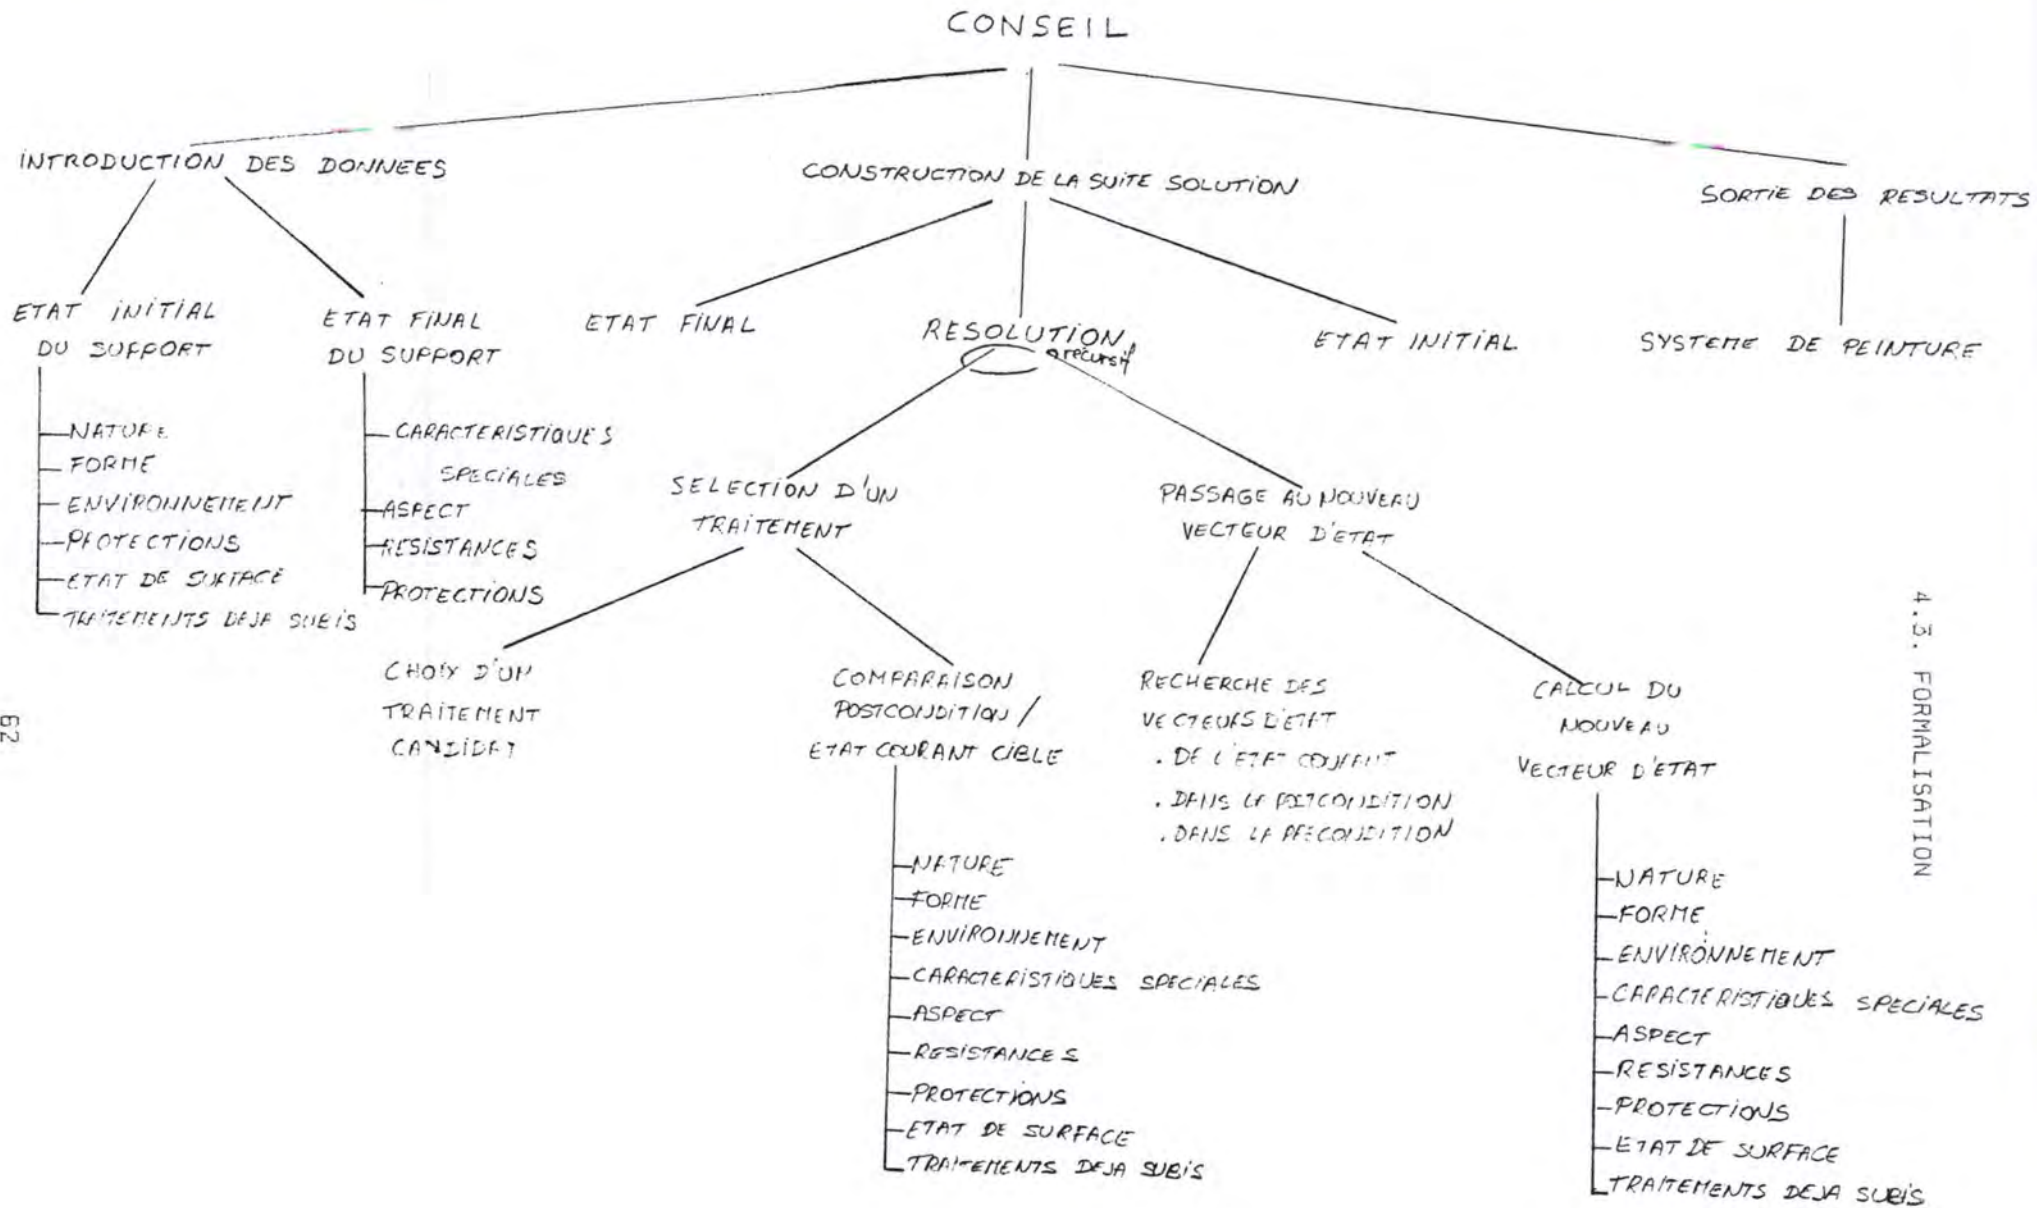 CONSEIL
INTRODUCTION DES DONNEES
CONSTRUCTION DE LA SUITE SOLUTION
SORTIE DES RESULTATS
ETAT INITIAL
DU SUPPORT
NATURE
FORME
ENVIRONNEMENT
PROTECTIONS
ETAT DE SURFACE
TRAITEMENTS DEJA SUBIS
ETAT FINAL
DU SUPPORT
CARACTERISTIQUES
SPECIALES
ASPECT
RESISTANCES
PROTECTIONS
ETAT FINAL
RESOLUTION
récursif
ETAT INITIAL
SYSTEME DE PEINTURE
SELECTION D'UN
TRAITEMENT
PASSAGE AU NOUVEAU
VECTEUR D'ETAT
CHOIX D'UN
TRAITEMENT
CANDIDAT
COMPARAISON
POSTCONDITION /
ETAT COURANT CIBLE
NATURE
FORME
ENVIRONNEMENT
CARACTERISTIQUES SPECIALES
ASPECT
RESISTANCES
PROTECTIONS
ETAT DE SURFACE
TRAITEMENTS DEJA SUBIS
RECHERCHE DES
VECTEURS D'ETAT
. DE L'ETAT COURANT
. DANS LA POSTCONDITION
. DANS LA PRECONDITION
CALCUL DU
NOUVEAU
VECTEUR D'ETAT
NATURE
FORME
ENVIRONNEMENT
CARACTERISTIQUES SPECIALES
ASPECT
RESISTANCES
PROTECTIONS
ETAT DE SURFACE
TRAITEMENTS DEJA SUBIS
4.3. FORMALISATION
62